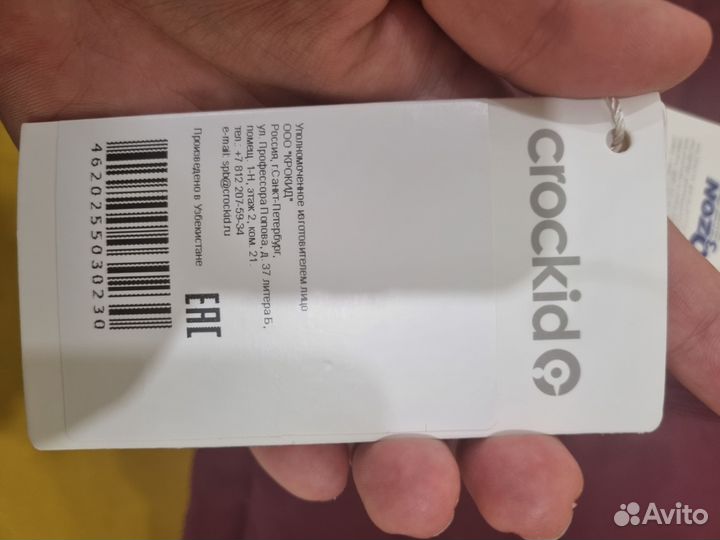 crockid
Уполномоченное изготовителем лицо
ООО "КРОКИД"
Россия, г.Санкт-Петербург,
ул. Профессора Попова, д. 37 литера Б,
помещ. 1-Н, этаж 2, ком. 21.
тел.: +7 812 207-59-34
e-mail: spb@crockid.ru
Произведено в Узбекистане
EAC
4620255030230
OZON
Avito